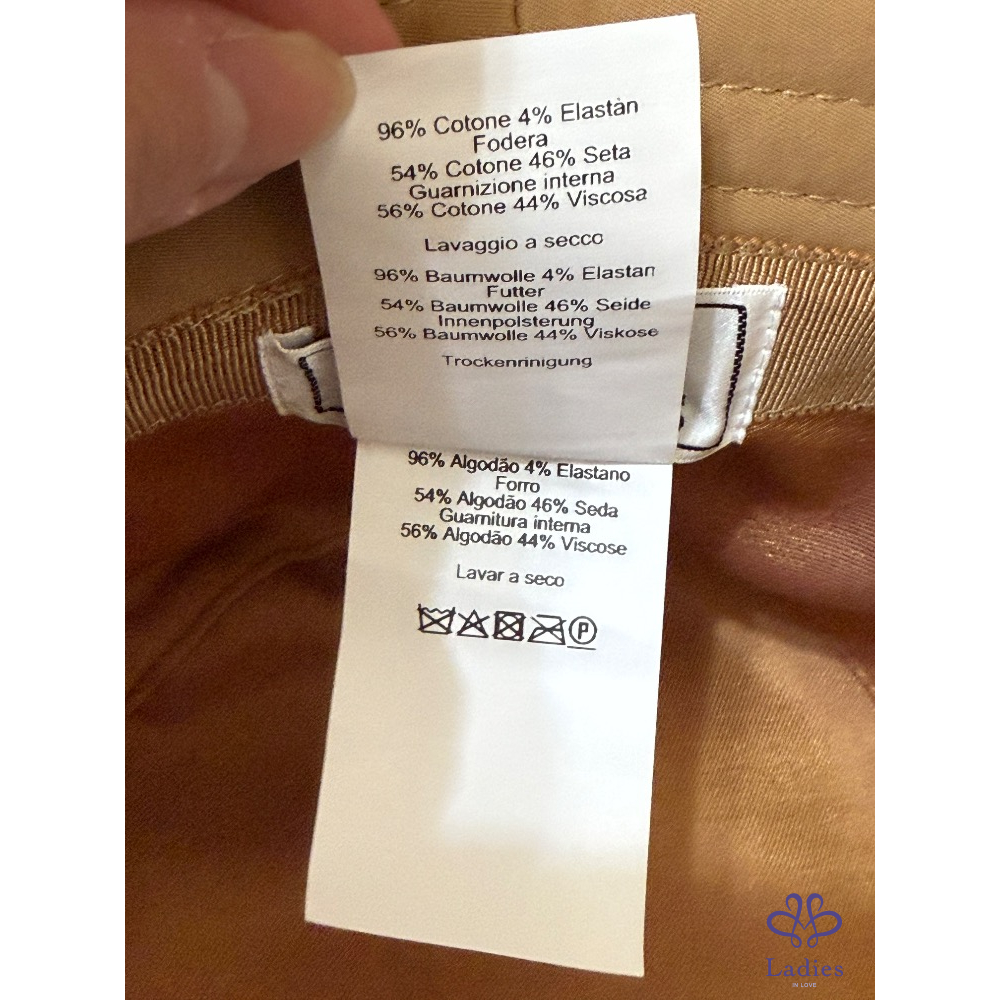 96% Cotone 4% Elastàn
Fodera
54% Cotone 46% Seta
Guarnizione interna
56% Cotone 44% Viscosa
Lavaggio a secco
96% Baumwolle 4% Elastan
Futter
54% Baumwolle 46% Seide
Innenpolsterung
56% Baumwolle 44% Viskose
Trockenrinigung
96% Algodão 4% Elastano
Forro
54% Algodão 46% Seda
Guarnitura interna
56% Algodão 44% Viscose
Lavar a seco
P
Ladies
IN LOVE